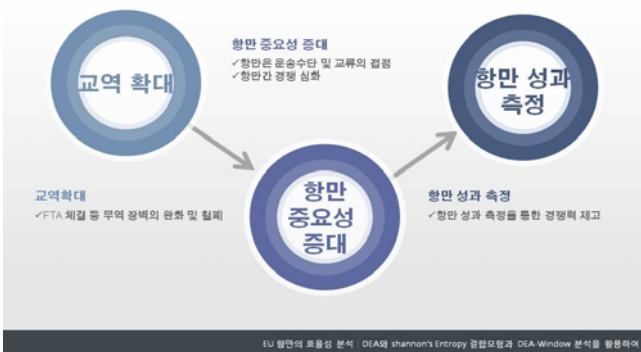 교역 확대
항만 중요성 증대
✓항만은 운송수단 및 교류의 접점
✓항만간 경쟁 심화
항만 성과
측정
교역확대
✓FTA 체결 등 무역 장벽의 완화 및 철폐
항만
중요성
증대
항만 성과 측정
✓항만 성과 측정을 통한 경쟁력 제고
EU 항만의 효율성 분석 : DEA와 shannon's Entropy 결합모형과 DEA-Window 분석을 활용하여